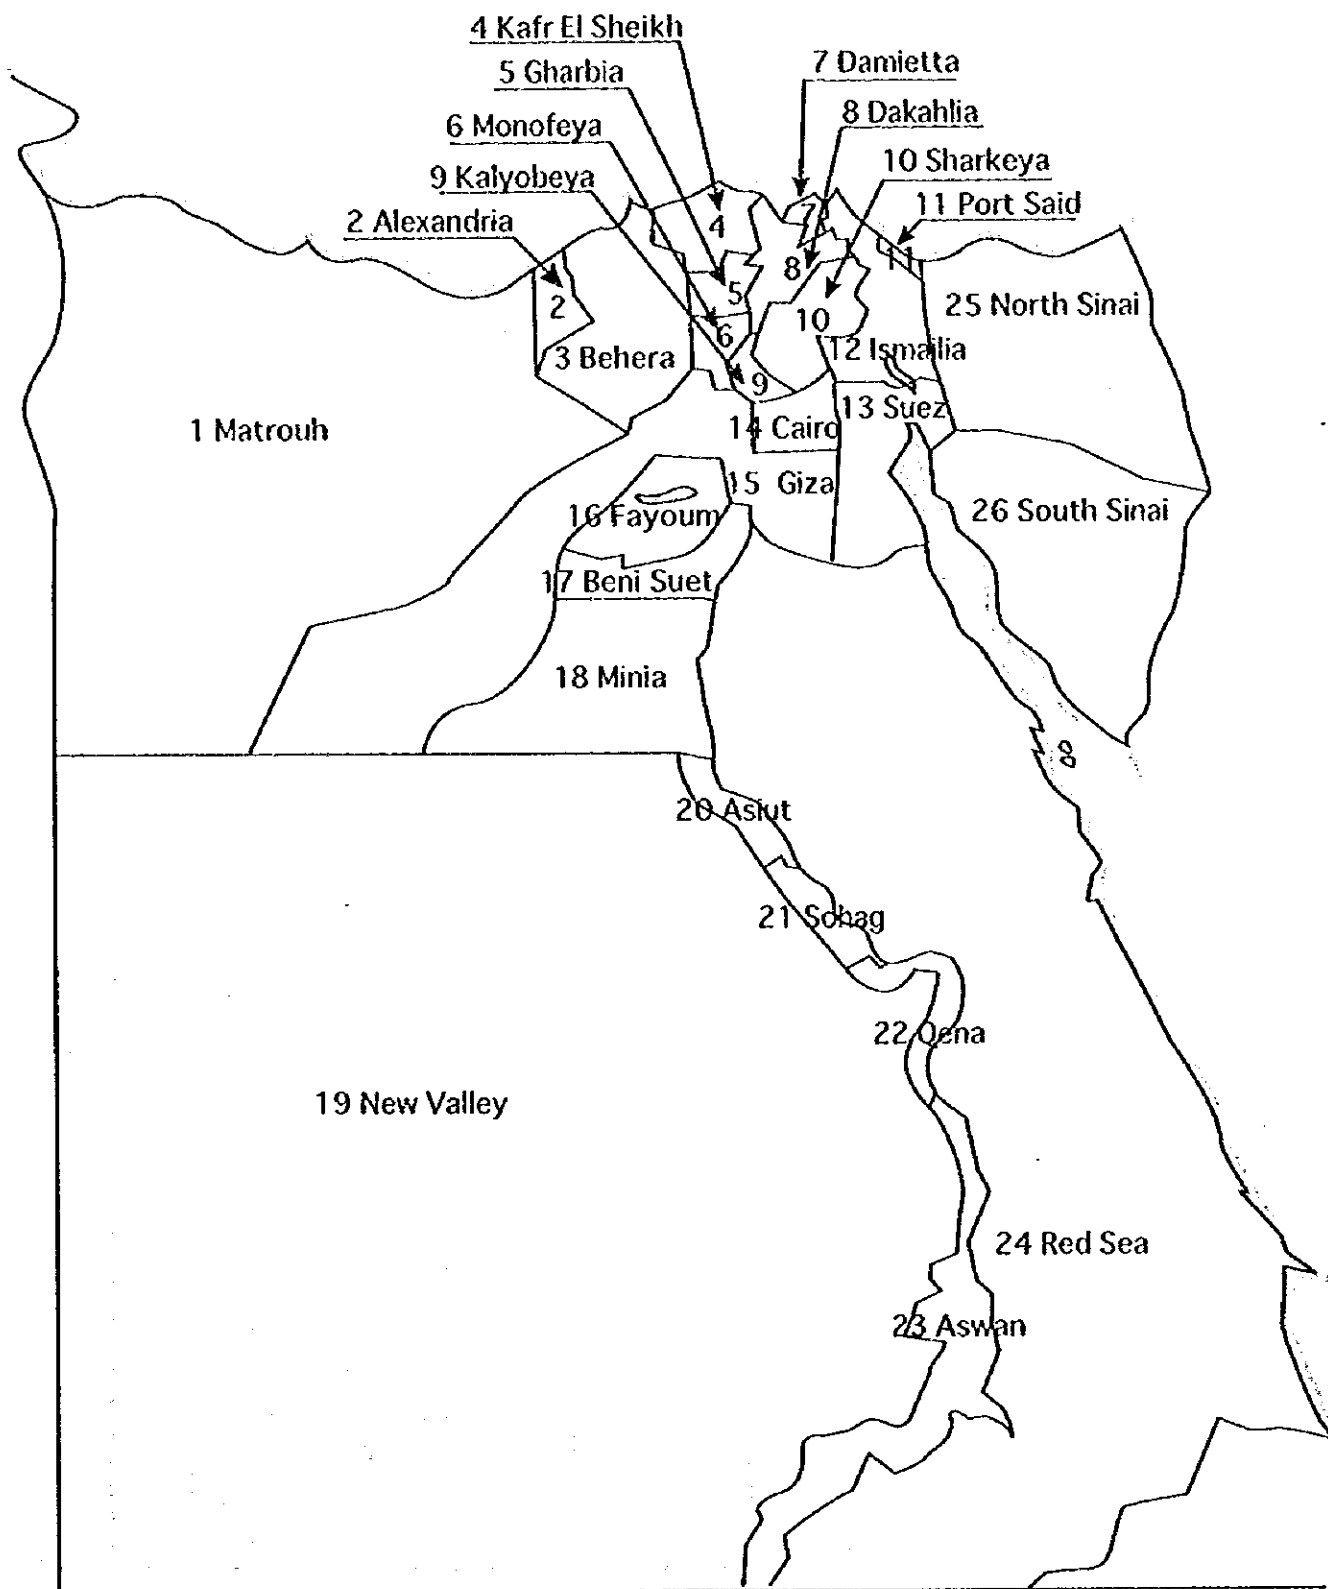 4 Kafr El Sheikh
5 Gharbia
7 Damietta
6 Monofeya
8 Dakahlia
9 Kalyobeya
10 Sharkeya
2 Alexandria
11 Port Said
7
4
11
8
5
2
25 North Sinai
10
6
12 Ismailia
3 Behera
9
13 Suez
1 Matrouh
14 Cairo
15 Giza
16 Fayoum
26 South Sinai
17 Beni Suet
18 Minia
20 Asiut
21 Sohag
22 Qena
19 New Valley
24 Red Sea
23 Aswan